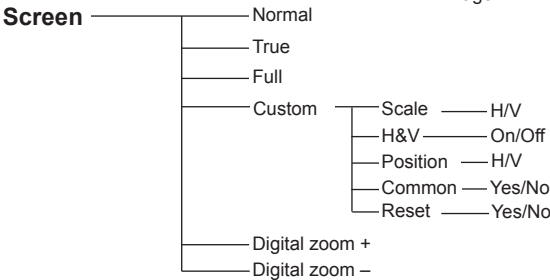 Screen Normal
True
Full
Custom Scale H/V
H&V On/Off
Position H/V
Common Yes/No
Reset Yes/No
Digital zoom +
Digital zoom –